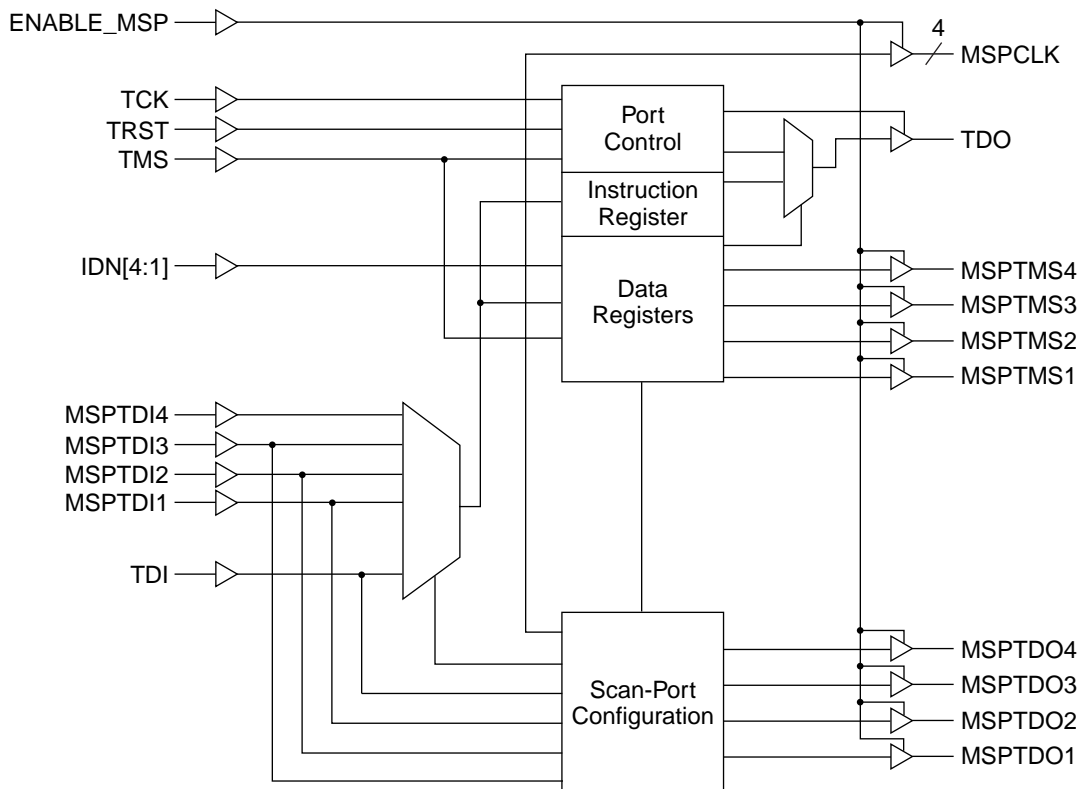 ENABLE_MSP
4
MSPCLK
TCK
TRST
TMS
Port
Control
TDO
Instruction
Register
IDN[4:1]
Data
Registers
MSPTMS4
MSPTMS3
MSPTMS2
MSPTMS1
MSPTDI4
MSPTDI3
MSPTDI2
MSPTDI1
TDI
Scan-Port
Configuration
MSPTDO4
MSPTDO3
MSPTDO2
MSPTDO1